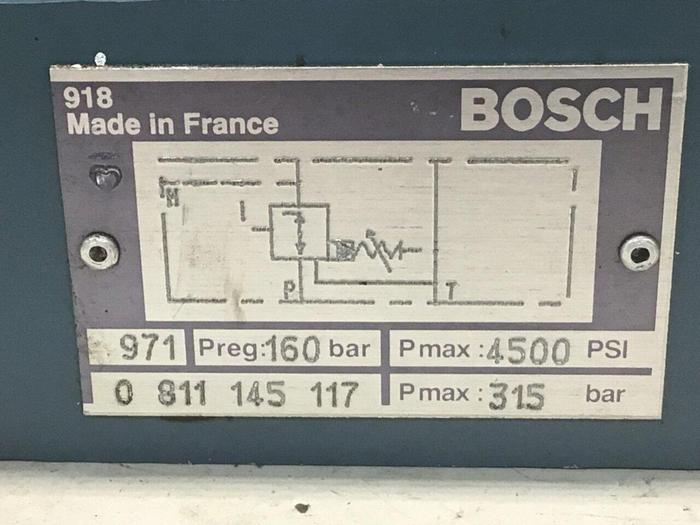 918
Made in France
BOSCH
M
P
T
971
Preg:160 bar
Pmax:4500 PSI
0 811 145 117
Pmax:315 bar